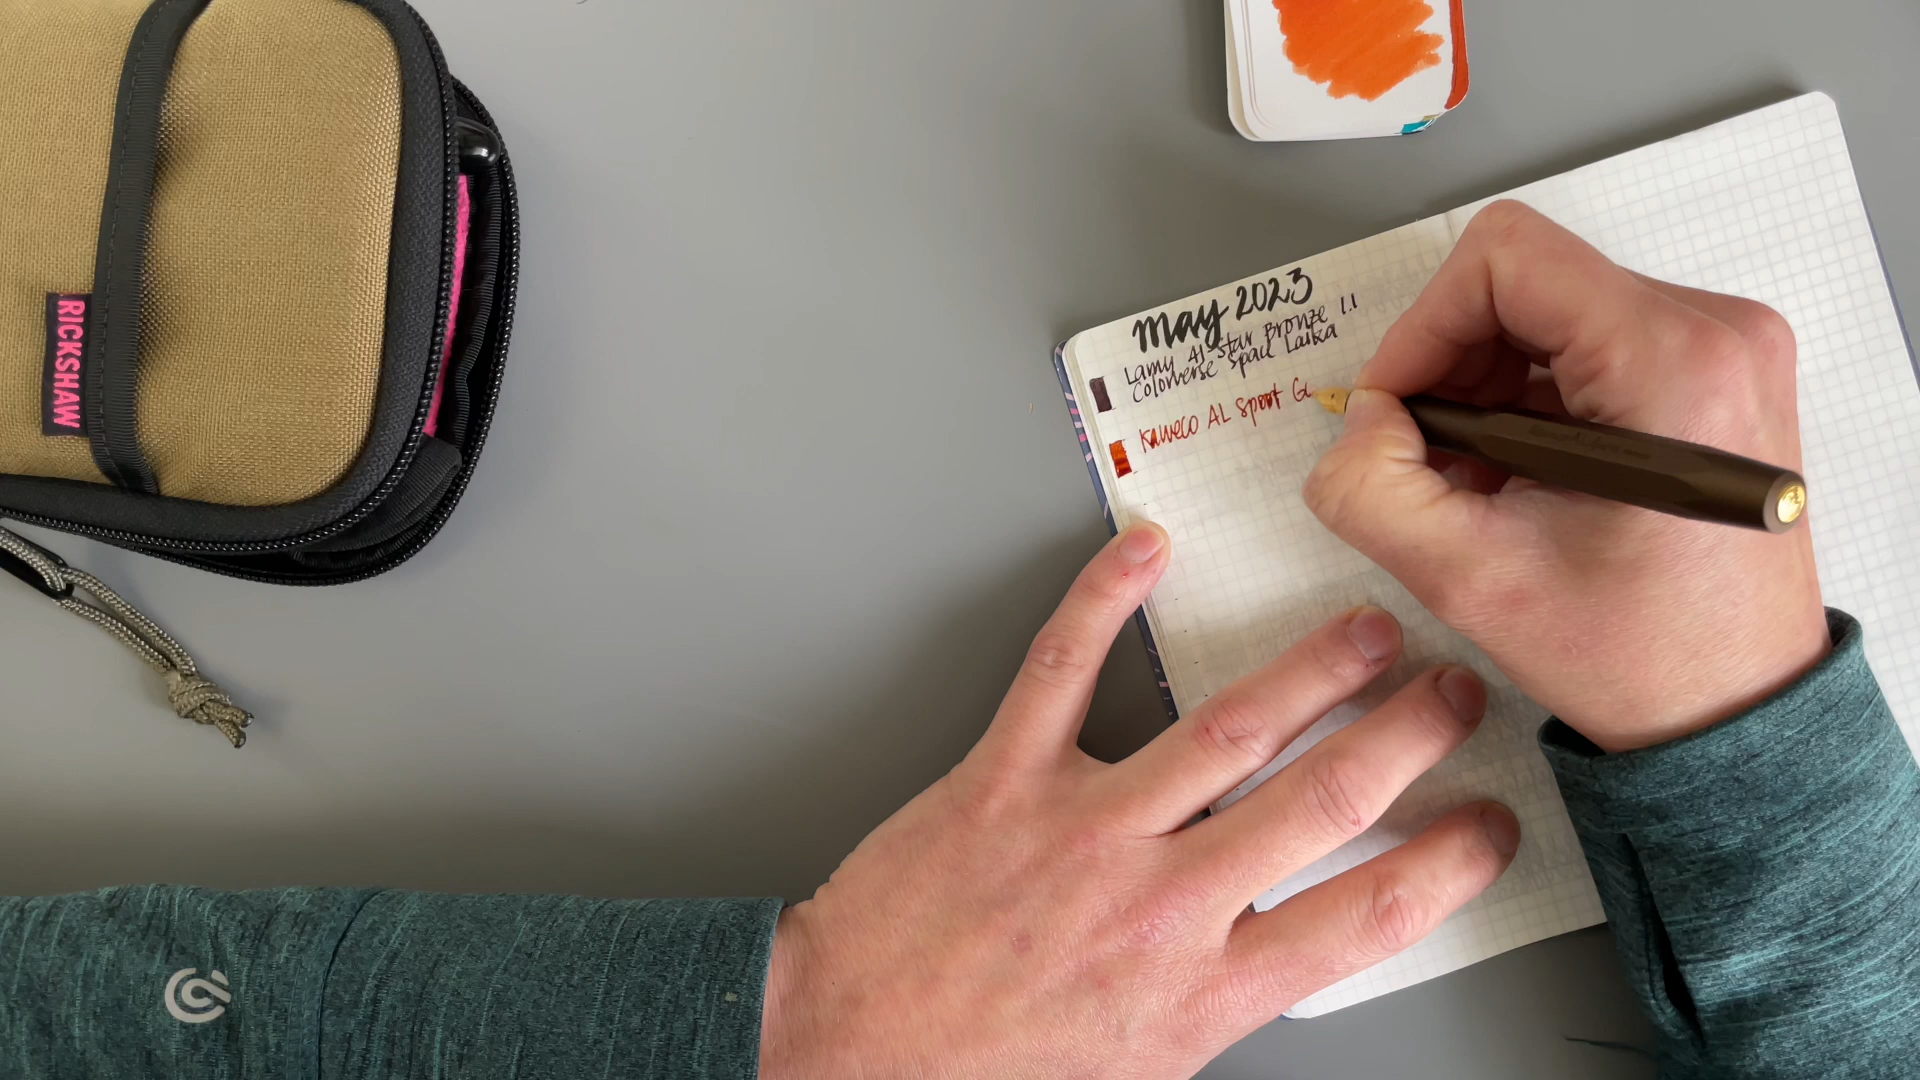 RICKSHAW
may 2023
Lamy Al-Star Bronze 1.1
Colorverse Space Laika
Kaweco AL Sport